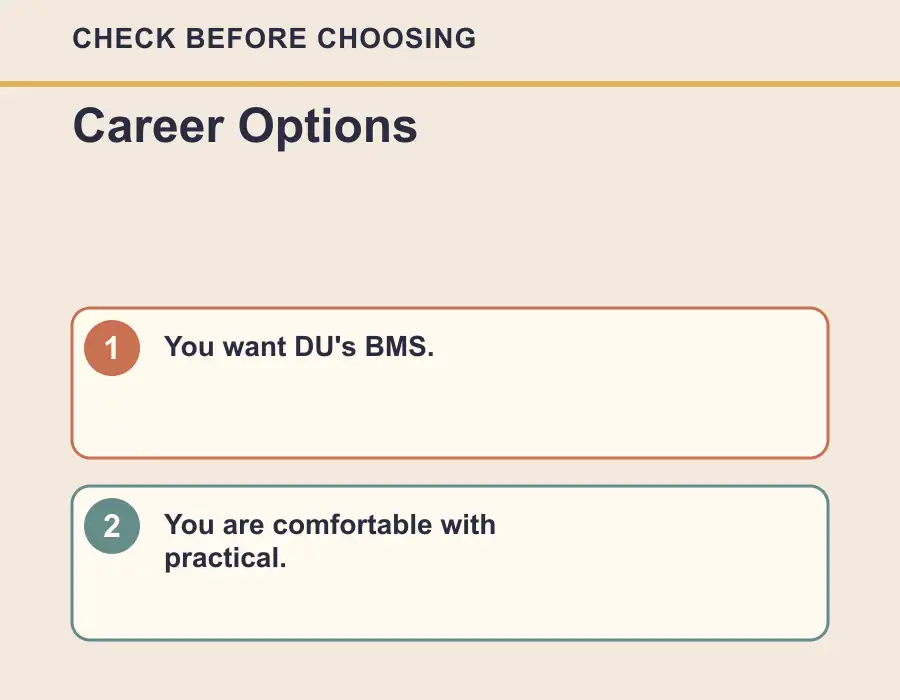 CHECK BEFORE CHOOSING
Career Options
1
You want DU's BMS.
2
You are comfortable with
practical.